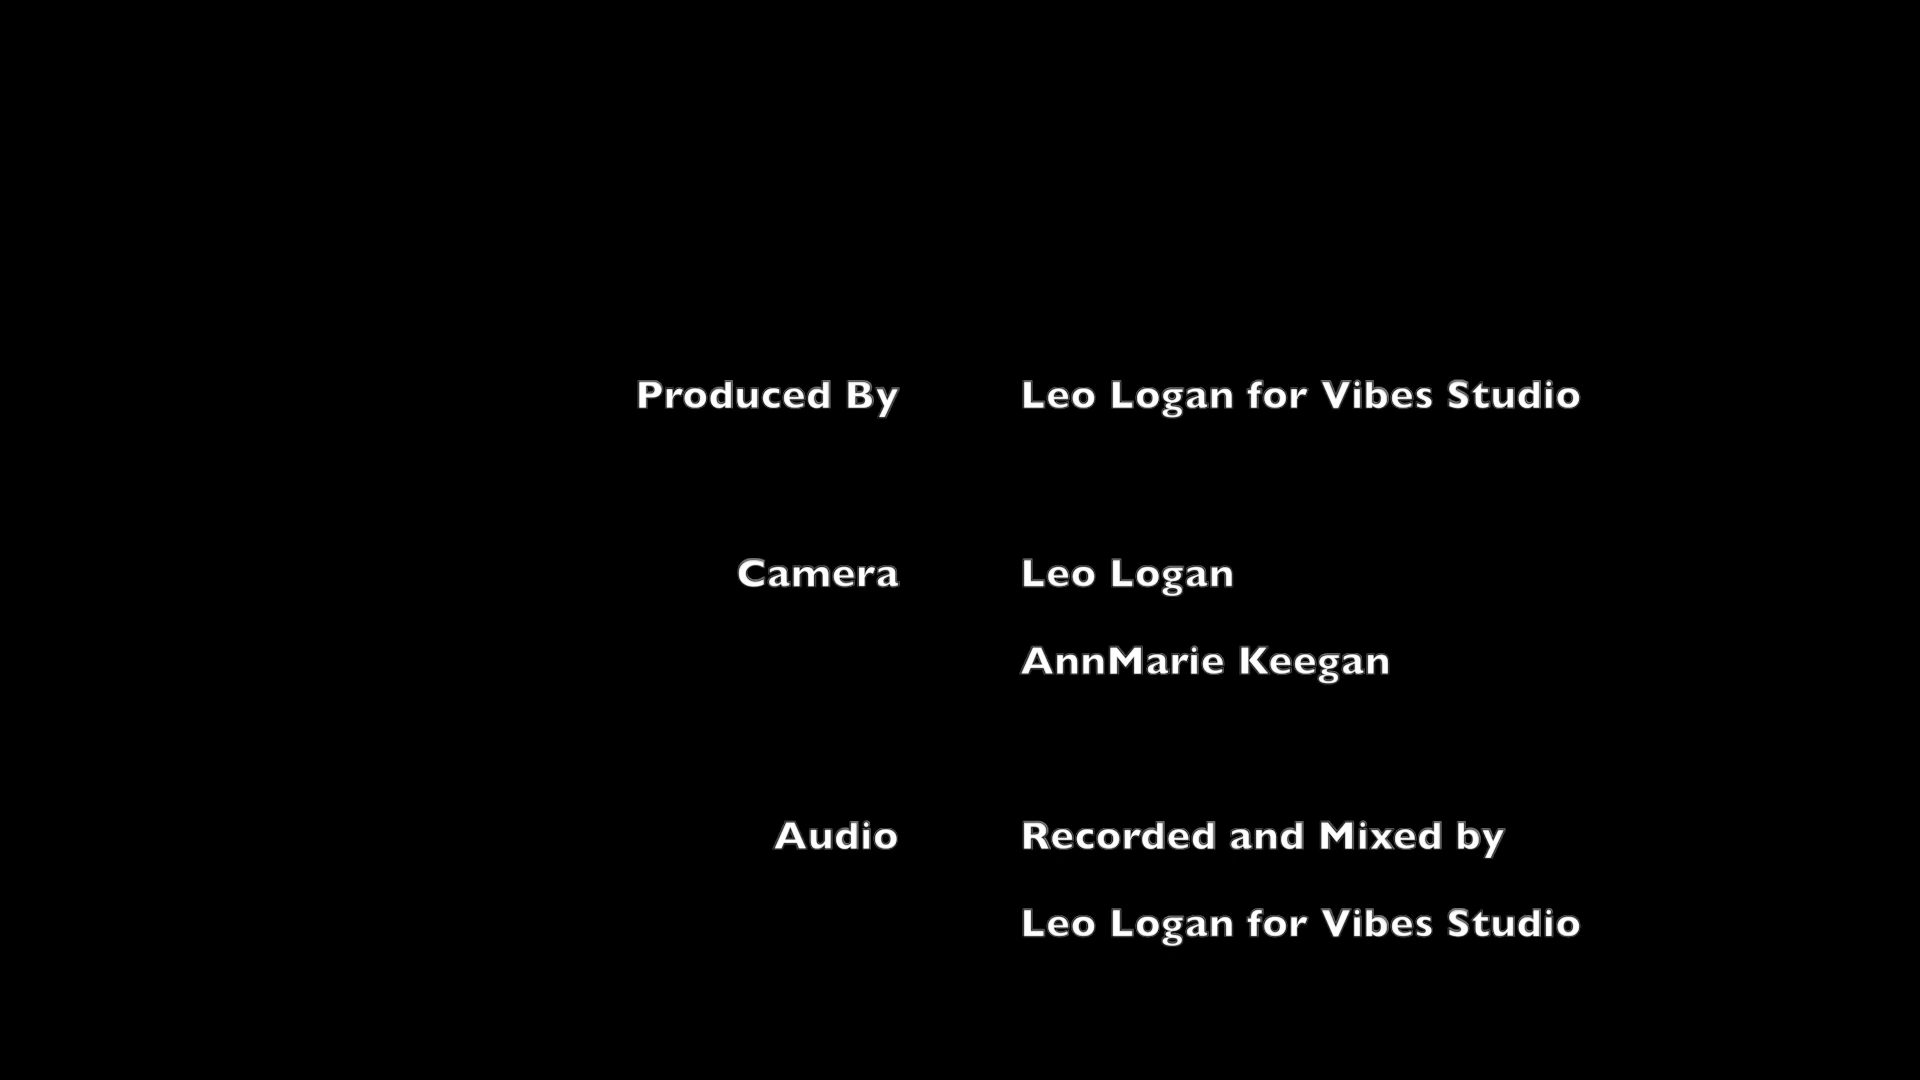 Produced By Leo Logan for Vibes Studio
Camera Leo Logan
AnnMarie Keegan
Audio Recorded and Mixed by
Leo Logan for Vibes Studio